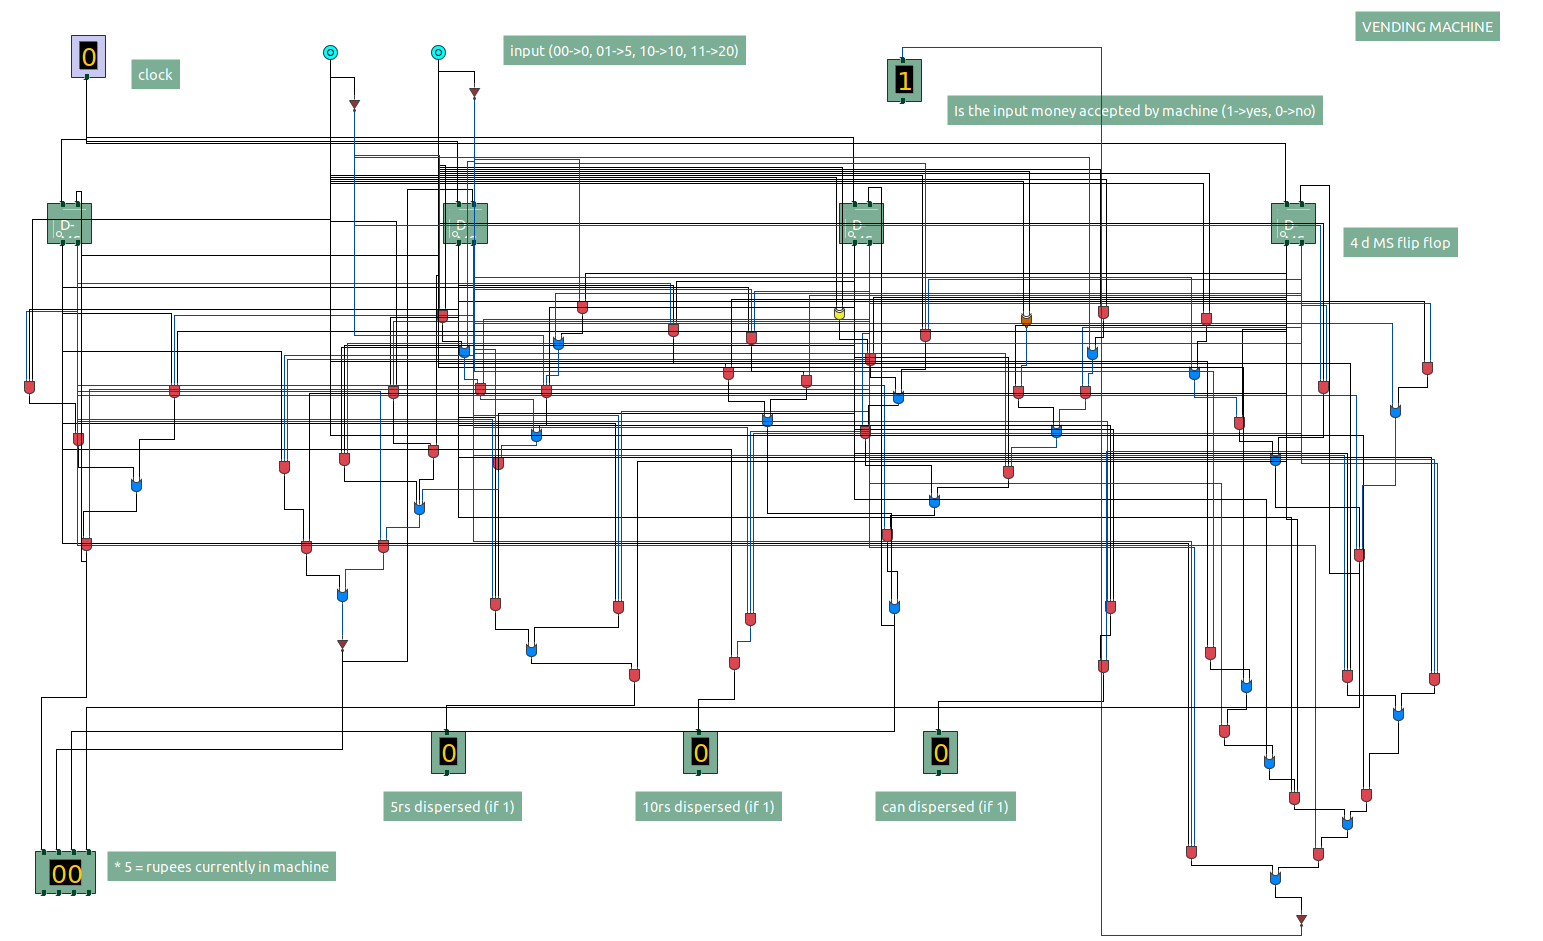 VENDING MACHINE
0
clock
input (00->0, 01->5, 10->10, 11->20)
1
Is the input money accepted by machine (1->yes, 0->no)
D-
D
D
D
4 d MS flip flop
0
0
0
5rs dispersed (if 1)
10rs dispersed (if 1)
can dispersed (if 1)
00
* 5 = rupees currently in machine